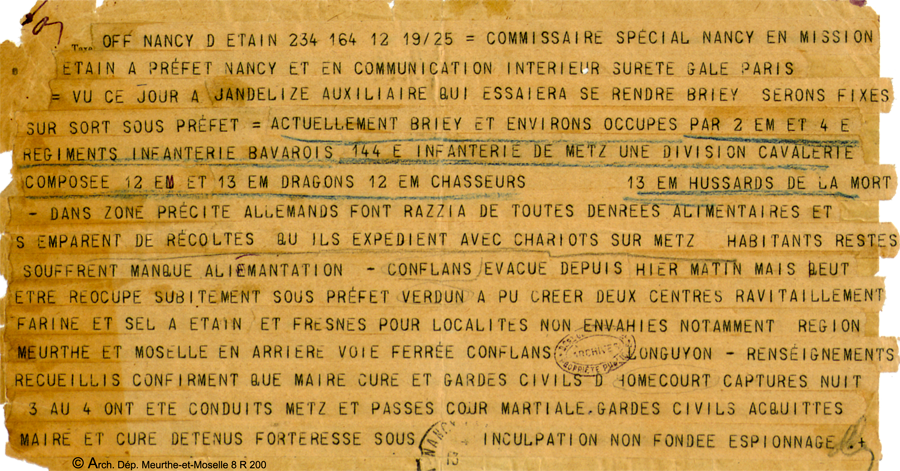 OFF NANCY D ETAIN 234 164 12 19/25 = COMMISSAIRE SPECIAL NANCY EN MISSION
ETAIN A PRÉFET NANCY ET EN COMMUNICATION INTERIEUR SURETE GALE PARIS
= VU CE JOUR A JANDELIZE AUXILIAIRE QUI ESSAIERA SE RENDRE BRIEY SERONS FIXES
SUR SORT SOUS PRÉFET = ACTUELLEMENT BRIEY ET ENVIRONS OCCUPES PAR 2 EM ET 4 E
REGIMENTS INFANTERIE BAVAROIS 144 E INFANTERIE DE METZ UNE DIVISION CAVALERIE
COMPOSEE 12 EM ET 13 EM DRAGONS 12 EM CHASSEURS 13 EM HUSSARDS DE LA MORT
- DANS ZONE PRÉCITE ALLEMANDS FONT RAZZIA DE TOUTES DENREES ALIMENTAIRES ET
S EMPARENT DE RÉCOLTES QU ILS EXPEDIENT AVEC CHARIOTS SUR METZ HABITANTS RESTES
SOUFFRENT MANQUE ALIEMANTATION - CONFLANS EVACUE DEPUIS HIER MATIN MAIS PEUT
ETRE REOCUPE SUBITEMENT SOUS PRÉFET VERDUN A PU CREER DEUX CENTRES RAVITAILLEMENT
FARINE ET SEL A ETAIN ET FRESNES POUR LOCALITES NON ENVAHIES NOTAMMENT REGION
MEURTHE ET MOSELLE EN ARRIERE VOIE FERRÉE CONFLANS LONGUYON - RENSÉIGNEMENTS
ARCHIVES
RECUEILLIS CONFIRMENT QUE MAIRE CURE ET GARDES CIVILS D HOMECOURT CAPTURES NUIT
3 AU 4 ONT ETE CONDUITS METZ ET PASSES COUR MARTIALE.GARDES CIVILS ACQUITTES
MAIRE ET CURE DETENUS FORTERESSE SOUS INCULPATION NON FONDEE ESPIONNAGE .+
NANCY
13
© Arch. Dép. Meurthe-et-Moselle 8 R 200